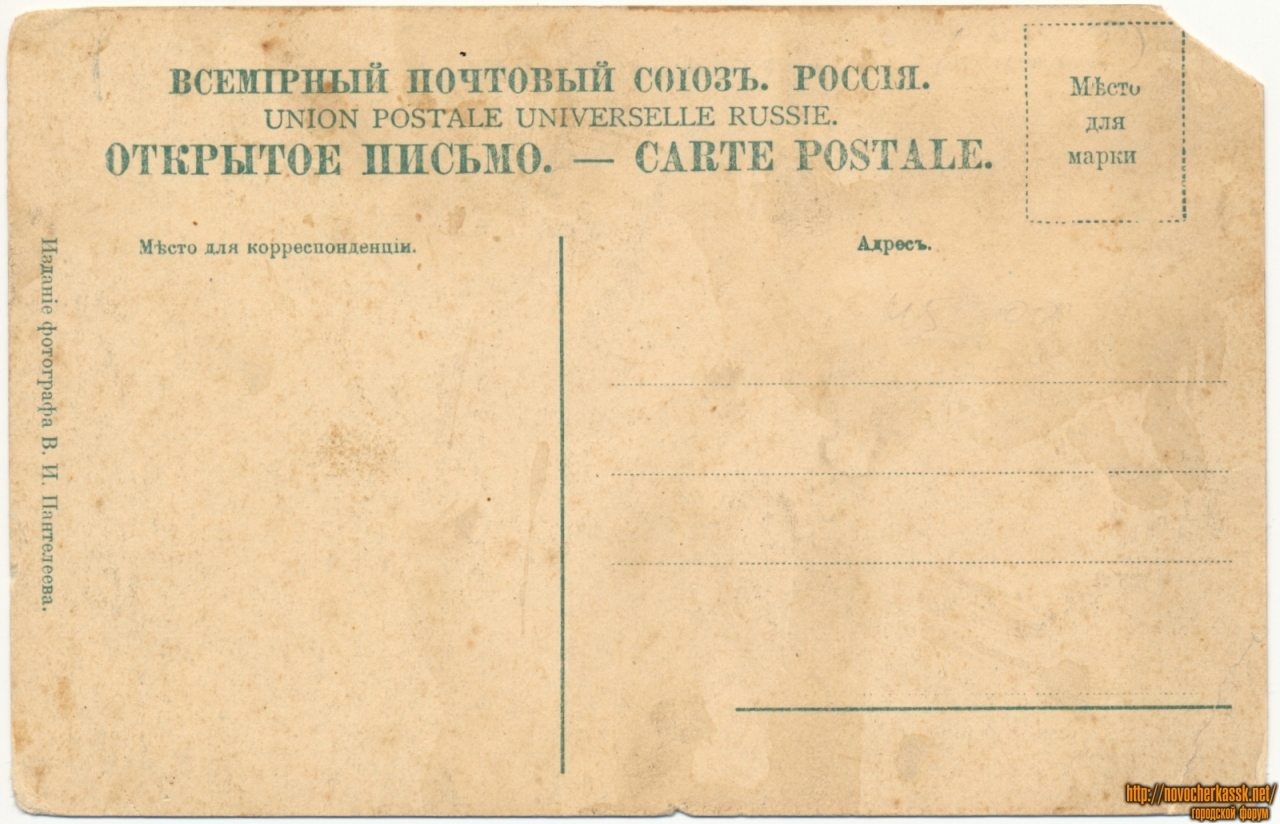 ВСЕМІРНЫЙ ПОЧТОВЫЙ СОЮЗЪ. РОССІЯ.
UNION POSTALE UNIVERSELLE RUSSIE.
ОТКРЫТОЕ ПИСЬМО. — CARTE POSTALE.
Мѣсто
для
марки
Мѣсто для корреспонденціи.
Адресъ.
Изданіе фотографа В. И. Пантелеева.
http://novocherkassk.net/
городской форум